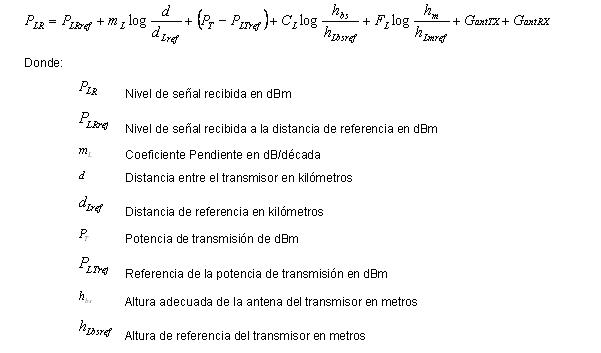 P_LR = P_LRref + m_L log d/d_Lref + (P_T − P_LTref) + C_L log h_bs/h_Lbsref + F_L log h_m/h_Lmref + G_antTX + G_antRX
Donde:
P_LR Nivel de señal recibida en dBm
P_LRref Nivel de señal recibida a la distancia de referencia en dBm
m_L Coeficiente Pendiente en dB/década
d Distancia entre el transmisor en kilómetros
d_Lref Distancia de referencia en kilómetros
P_T Potencia de transmisión de dBm
P_LTref Referencia de la potencia de transmisión en dBm
h_bs Altura adecuada de la antena del transmisor en metros
h_Lbsref Altura de referencia del transmisor en metros